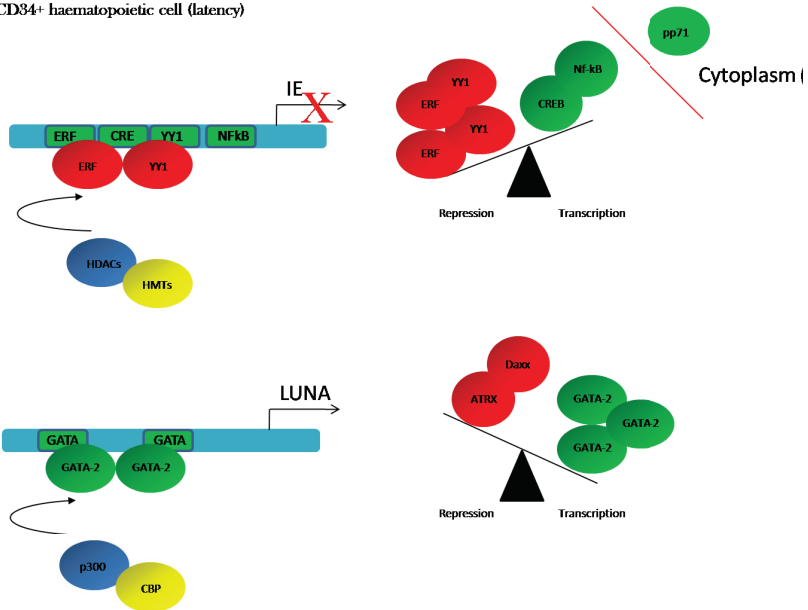 CD34+ haematopoietic cell (latency)
IE
X
ERF CRE YY1 NFkB
ERF YY1
HDACs
HMTs
YY1
ERF
YY1
ERF
Nf-kB
CREB
pp71
Cytoplasm (
Repression Transcription
LUNA
GATA GATA
GATA-2 GATA-2
p300
CBP
Daxx
ATRX
GATA-2
GATA-2
GATA-2
Repression Transcription